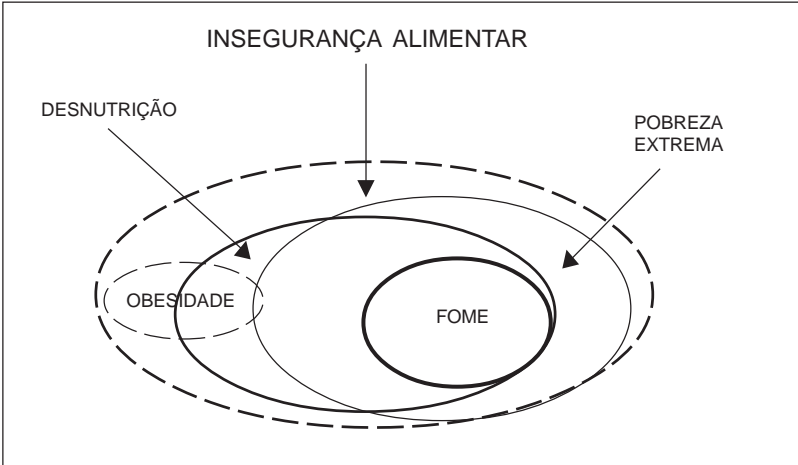 INSEGURANÇA ALIMENTAR
DESNUTRIÇÃO
POBREZA
EXTREMA
OBESIDADE
FOME